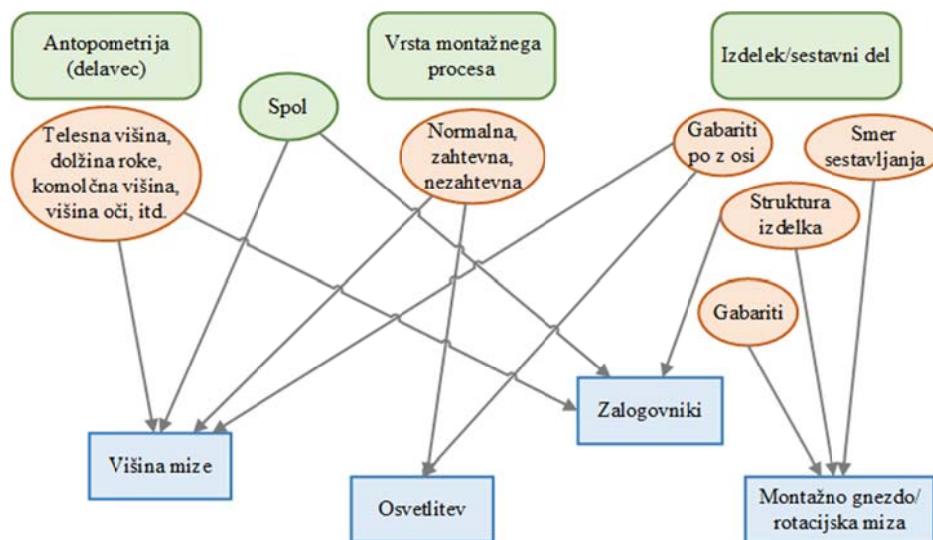 Antopometrija
(delavec)
Vrsta montažnega
procesa
Izdelek/sestavni del
Spol
Telesna višina,
dolžina roke,
komolčna višina,
višina oči, itd.
Normalna,
zahtevna,
nezahtevna
Gabariti
po z osi
Smer
sestavljanja
Struktura
izdelka
Gabariti
Zalogovniki
Višina mize
Osvetlitev
Montažno gnezdo/
rotacijska miza